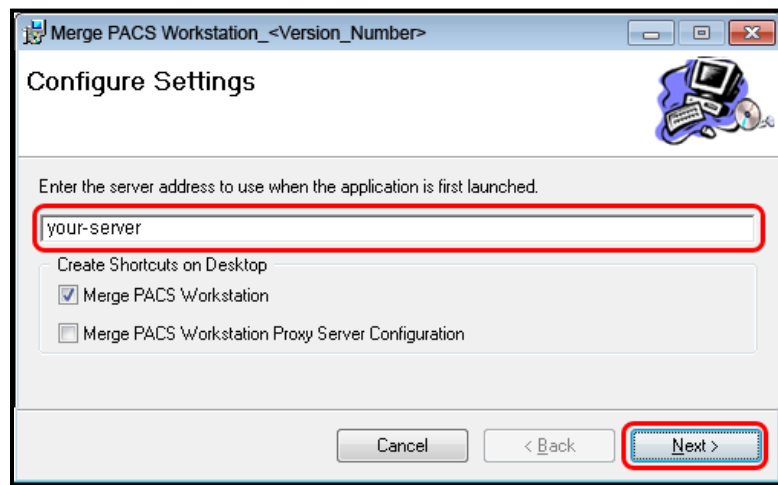 Merge PACS Workstation_<Version_Number>
Configure Settings
Enter the server address to use when the application is first launched.
your-server
Create Shortcuts on Desktop
Merge PACS Workstation
Merge PACS Workstation Proxy Server Configuration
Cancel
< Back
Next >